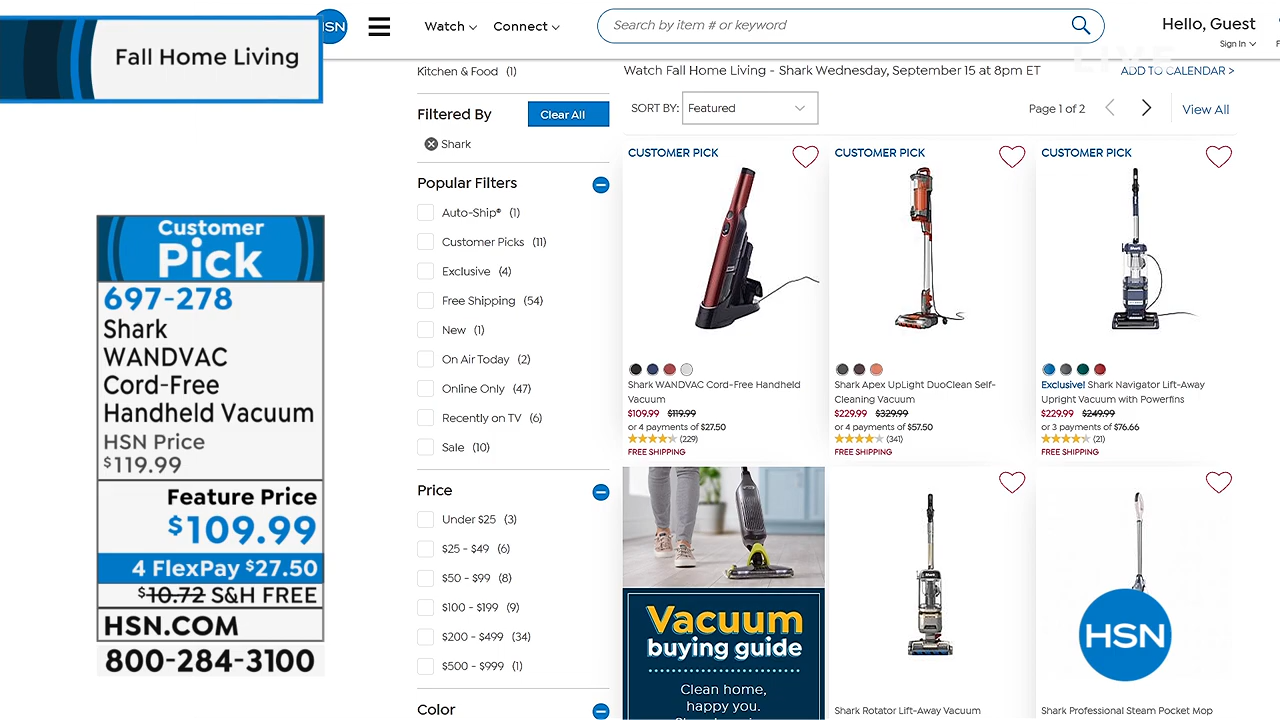 Fall Home Living
HSN
Watch
Connect
Search by item # or keyword
Hello, Guest
Sign In
LIVE
Customer
Pick
697-278
Shark
WANDVAC
Cord-Free
Handheld Vacuum
HSN Price
$119.99
Feature Price
$109.99
4 FlexPay $27.50
$10.72 S&H FREE
HSN.COM
800-284-3100
Kitchen & Food (1)
Filtered By
Clear All
Shark
Popular Filters
Auto-Ship® (1)
Customer Picks (11)
Exclusive (4)
Free Shipping (54)
New (1)
On Air Today (2)
Online Only (47)
Recently on TV (6)
Sale (10)
Price
Under $25 (3)
$25 - $49 (6)
$50 - $99 (8)
$100 - $199 (9)
$200 - $499 (34)
$500 - $999 (1)
Color
Watch Fall Home Living - Shark Wednesday, September 15 at 8pm ET
ADD TO CALENDAR >
SORT BY: Featured
Page 1 of 2
View All
CUSTOMER PICK
Shark WANDVAC Cord-Free Handheld
Vacuum
$109.99 $119.99
or 4 payments of $27.50
(229)
FREE SHIPPING
CUSTOMER PICK
Shark Apex UpLight DuoClean Self-
Cleaning Vacuum
$229.99 $329.99
or 4 payments of $57.50
(341)
FREE SHIPPING
CUSTOMER PICK
Exclusive! Shark Navigator Lift-Away
Upright Vacuum with Powerfins
$229.99 $249.99
or 3 payments of $76.66
(21)
FREE SHIPPING
Vacuum
buying guide
Clean home,
happy you.
Shark Rotator Lift-Away Vacuum
Shark Professional Steam Pocket Mop
HSN